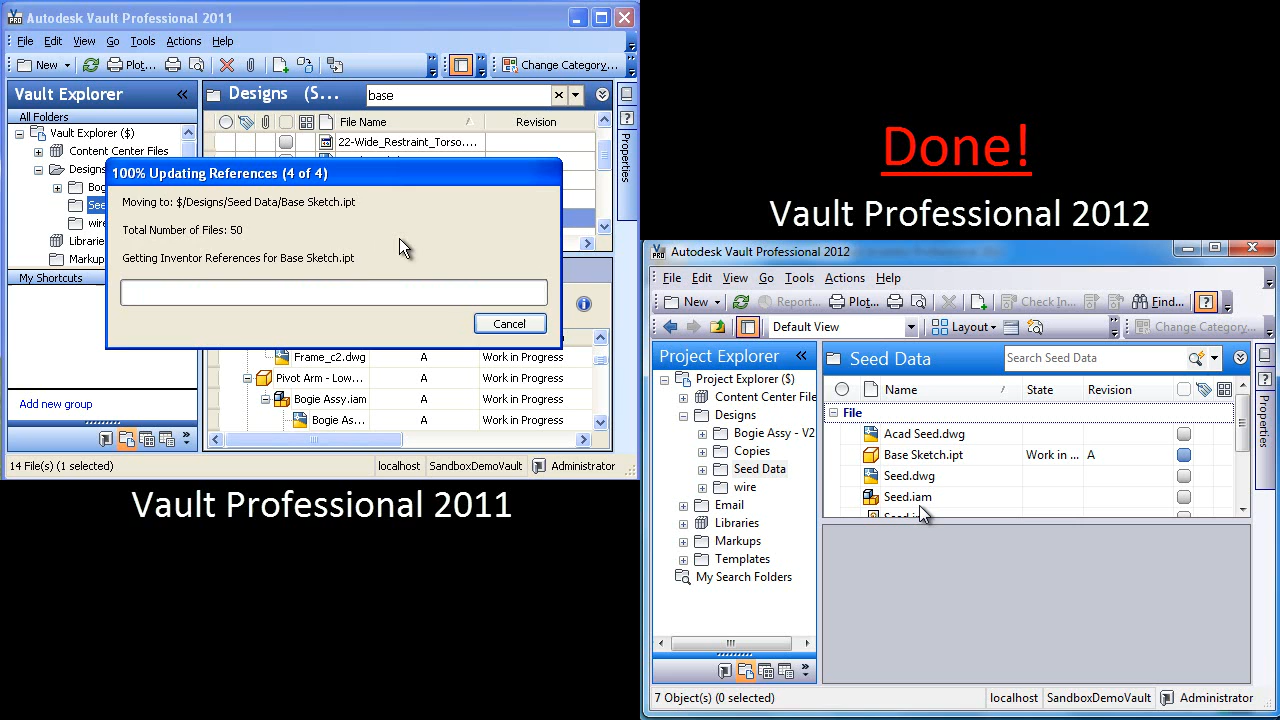 Autodesk Vault Professional 2011
File Edit View Go Tools Actions Help
New Plot... Change Category...
Vault Explorer
All Folders
Vault Explorer ($)
Content Center Files
Designs
Bog
See
wire
Libraries
Markup
My Shortcuts
Add new group
Designs (S...
base
File Name Revision
22-Wide_Restraint_Torso....
Properties
100% Updating References (4 of 4)
Moving to: $/Designs/Seed Data/Base Sketch.ipt
Total Number of Files: 50
Getting Inventor References for Base Sketch.ipt
Cancel
Frame_c2.dwg A Work in Progress
Pivot Arm - Low... A Work in Progress
Bogie Assy.iam A Work in Progress
Bogie As... A Work in Progress
14 File(s) (1 selected) localhost SandboxDemoVault Administrator
Vault Professional 2011
Done!
Vault Professional 2012
Autodesk Vault Professional 2012
File Edit View Go Tools Actions Help
New Report... Plot... Check In... Find...
Default View Layout Change Category...
Project Explorer
Project Explorer ($)
Content Center File
Designs
Bogie Assy - V2
Copies
Seed Data
wire
Email
Libraries
Markups
Templates
My Search Folders
Seed Data
Search Seed Data
Name State Revision
File
Acad Seed.dwg
Base Sketch.ipt Work in ... A
Seed.dwg
Seed.iam
Properties
7 Object(s) (0 selected) localhost SandboxDemoVault Administrator